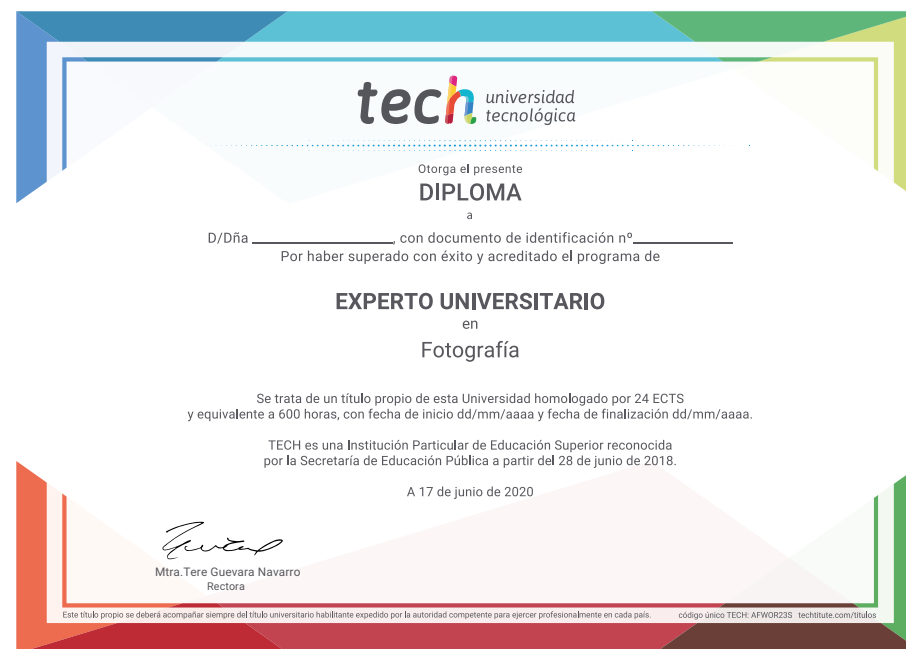 tech universidad
tecnológica
Otorga el presente
DIPLOMA
a
D/Dña ____________________, con documento de identificación nº______________
Por haber superado con éxito y acreditado el programa de
EXPERTO UNIVERSITARIO
en
Fotografía
Se trata de un título propio de esta Universidad homologado por 24 ECTS
y equivalente a 600 horas, con fecha de inicio dd/mm/aaaa y fecha de finalización dd/mm/aaaa.
TECH es una Institución Particular de Educación Superior reconocida
por la Secretaría de Educación Pública a partir del 28 de junio de 2018.
A 17 de junio de 2020
Mtra.Tere Guevara Navarro
Rectora
Este título propio se deberá acompañar siempre del título universitario habilitante expedido por la autoridad competente para ejercer profesionalmente en cada país. código único TECH: AFWOR23S techtitute.com/titulos